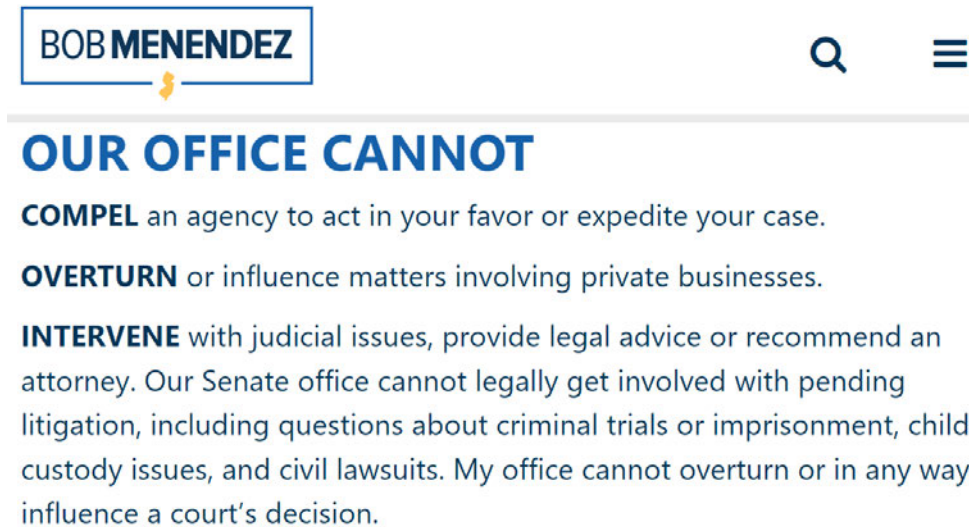 BOB MENENDEZ
OUR OFFICE CANNOT
COMPEL an agency to act in your favor or expedite your case.
OVERTURN or influence matters involving private businesses.
INTERVENE with judicial issues, provide legal advice or recommend an
attorney. Our Senate office cannot legally get involved with pending
litigation, including questions about criminal trials or imprisonment, child
custody issues, and civil lawsuits. My office cannot overturn or in any way
influence a court’s decision.